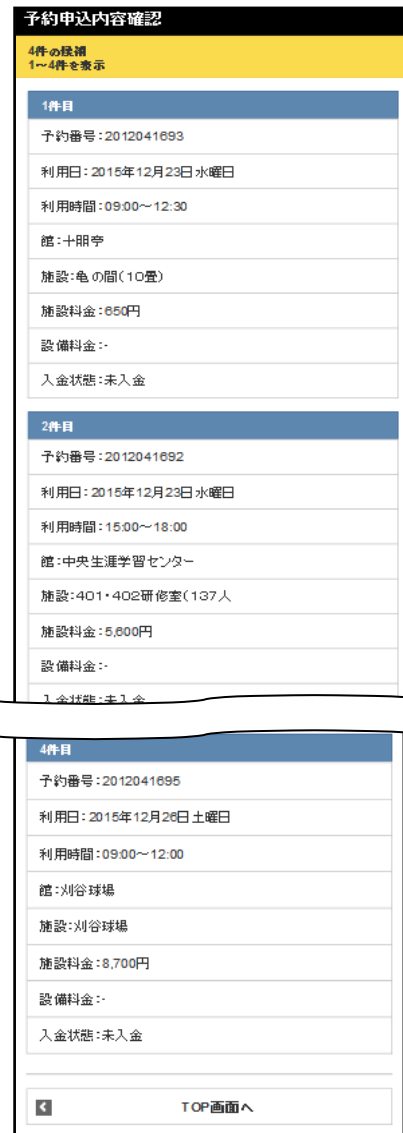 予約申込内容確認
4件の候補
1～4件を表示
1件目
予約番号：2012041693
利用日：2015年12月23日 水曜日
利用時間：09:00～12:30
館：十朋亭
施設：亀の間(10畳)
施設料金：650円
設備料金：-
入金状態：未入金
2件目
予約番号：2012041692
利用日：2015年12月23日 水曜日
利用時間：15:00～18:00
館：中央生涯学習センター
施設：401・402研修室(137人
施設料金：5,600円
設備料金：-
入金状態：未入金
4件目
予約番号：2012041695
利用日：2015年12月26日 土曜日
利用時間：09:00～12:00
館：刈谷球場
施設：刈谷球場
施設料金：8,700円
設備料金：-
入金状態：未入金
TOP画面へ